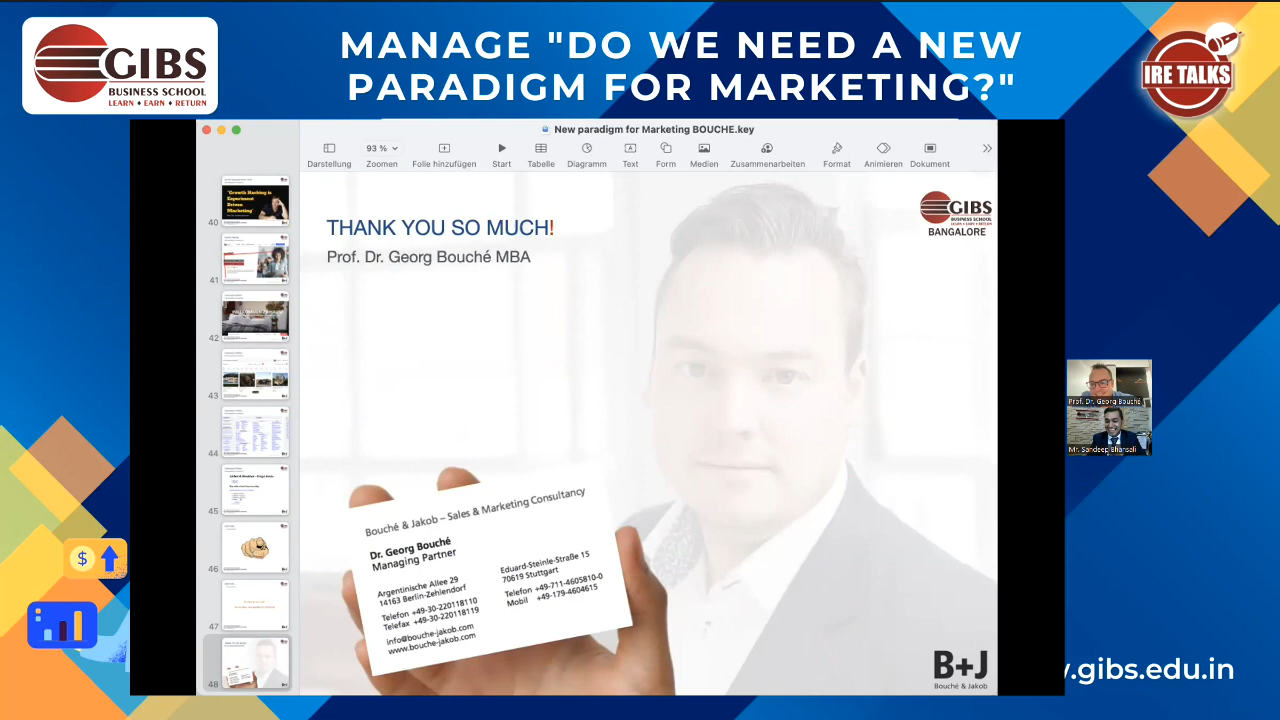 GIBS
BUSINESS SCHOOL
LEARN ♦ EARN ♦ RETURN
MANAGE "DO WE NEED A NEW
PARADIGM FOR MARKETING?"
IRE TALKS
New paradigm for Marketing BOUCHE.key
93 %
Darstellung
Zoomen
Folie hinzufügen
Start
Tabelle
Diagramm
Text
Form
Medien
Zusammenarbeiten
Format
Animieren
Dokument
"Growth Hacking is
Experiment
Driven
Marketing"
40
41
42
43
44
45
46
47
48
THANK YOU SO MUCH!
Prof. Dr. Georg Bouché MBA
GIBS
BUSINESS SCHOOL
LEARN • EARN • RETURN
BANGALORE
Bouché & Jakob – Sales & Marketing Consultancy
Dr. Georg Bouché
Managing Partner
Argentinische Allee 29
14163 Berlin-Zehlendorf
Telefon +49-30-220118110
Telefax +49-30-220118119
info@bouche-jakob.com
www.bouche-jakob.com
Eduard-Steinle-Straße 15
70619 Stuttgart
Telefon +49-711-4605810-0
Mobil +49-179-4604615
B+J
Bouché & Jakob
Prof. Dr. Georg Bouché
Mr. Sandeep Bhansali
$
.gibs.edu.in